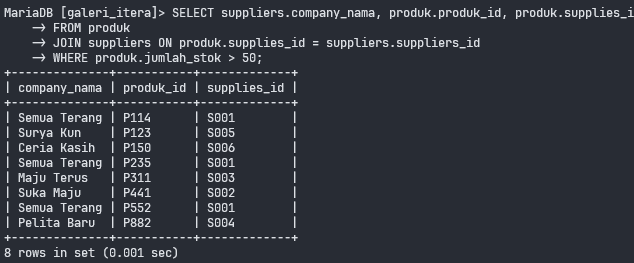 MariaDB [galeri_itera]> SELECT suppliers.company_nama, produk.produk_id, produk.supplies_i
    -> FROM produk
    -> JOIN suppliers ON produk.supplies_id = suppliers.suppliers_id
    -> WHERE produk.jumlah_stok > 50;
+--------------+-----------+-------------+
| company_nama | produk_id | supplies_id |
+--------------+-----------+-------------+
| Semua Terang | P114      | S001        |
| Surya Kun    | P123      | S005        |
| Ceria Kasih  | P150      | S006        |
| Semua Terang | P235      | S001        |
| Maju Terus   | P311      | S003        |
| Suka Maju    | P441      | S002        |
| Semua Terang | P552      | S001        |
| Pelita Baru  | P882      | S004        |
+--------------+-----------+-------------+
8 rows in set (0.001 sec)